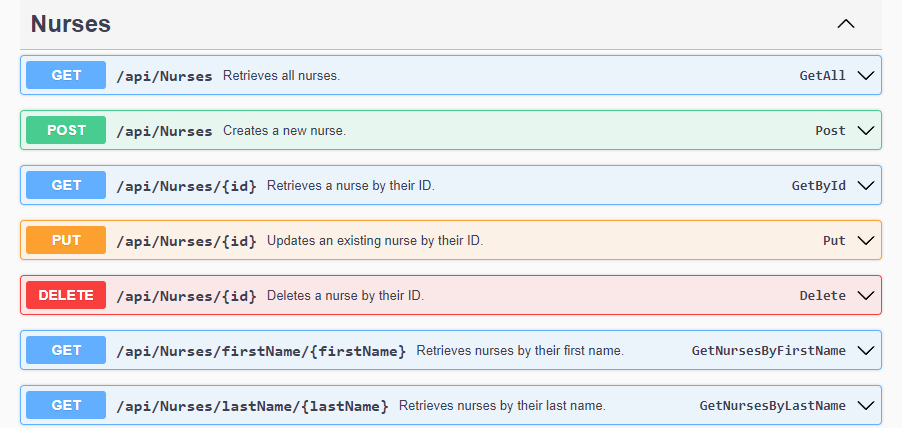 Nurses
GET /api/Nurses Retrieves all nurses. GetAll
POST /api/Nurses Creates a new nurse. Post
GET /api/Nurses/{id} Retrieves a nurse by their ID. GetById
PUT /api/Nurses/{id} Updates an existing nurse by their ID. Put
DELETE /api/Nurses/{id} Deletes a nurse by their ID. Delete
GET /api/Nurses/firstName/{firstName} Retrieves nurses by their first name. GetNursesByFirstName
GET /api/Nurses/lastName/{lastName} Retrieves nurses by their last name. GetNursesByLastName